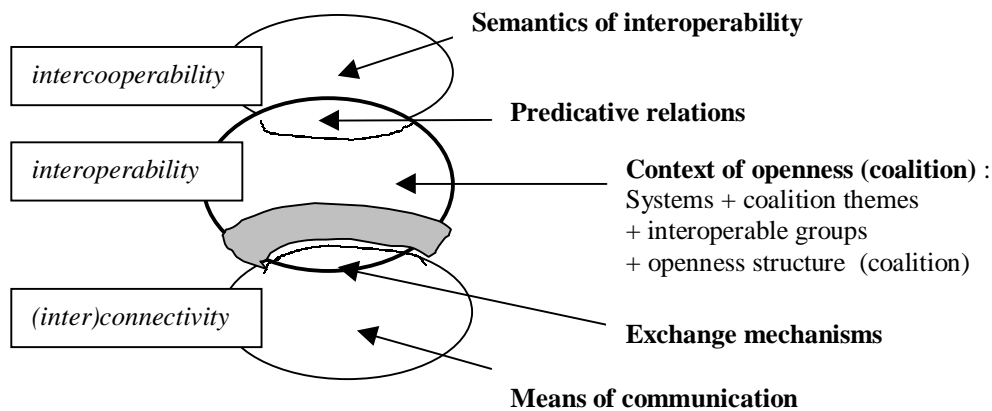 Semantics of interoperability
intercooperability
Predicative relations
interoperability
Context of openness (coalition) :
Systems + coalition themes
+ interoperable groups
+ openness structure (coalition)
(inter)connectivity
Exchange mechanisms
Means of communication